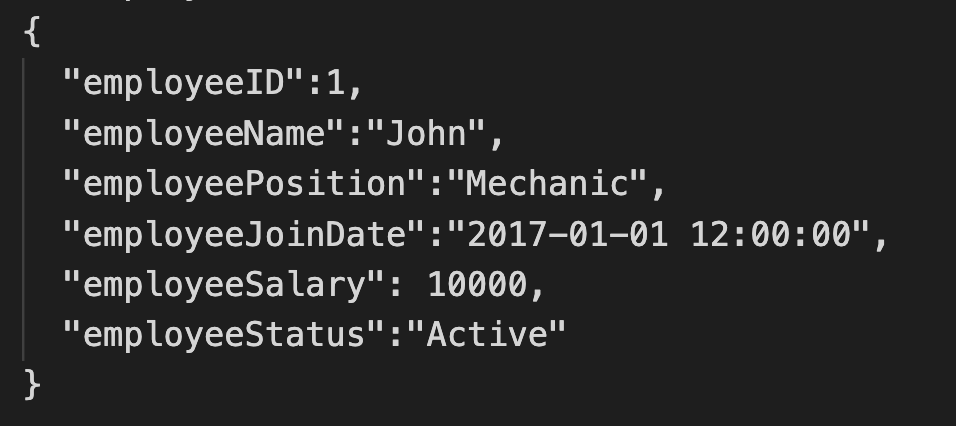 {
"employeeID":1,
"employeeName":"John",
"employeePosition":"Mechanic",
"employeeJoinDate":"2017-01-01 12:00:00",
"employeeSalary": 10000,
"employeeStatus":"Active"
}